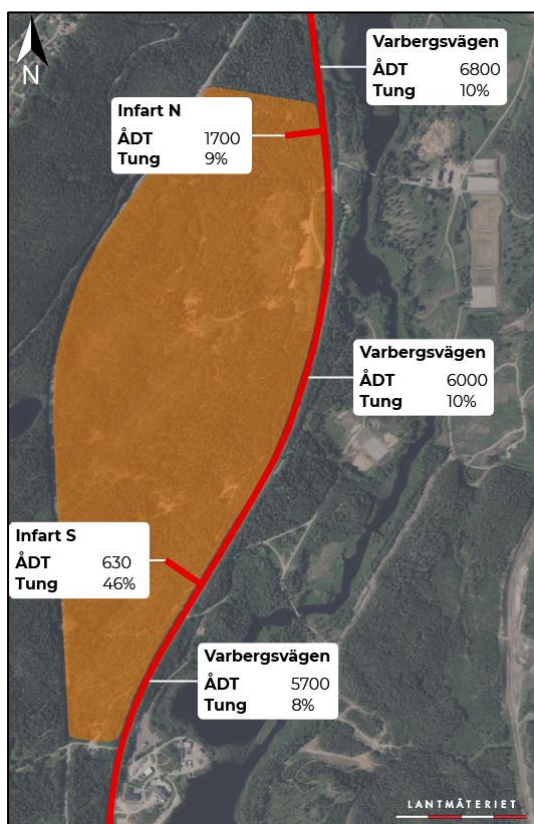 Varbergsvägen
ÅDT 6800
Tung 10%
N
Infart N
ÅDT 1700
Tung 9%
Varbergsvägen
ÅDT 6000
Tung 10%
Infart S
ÅDT 630
Tung 46%
Varbergsvägen
ÅDT 5700
Tung 8%
LANTMÄTERIET